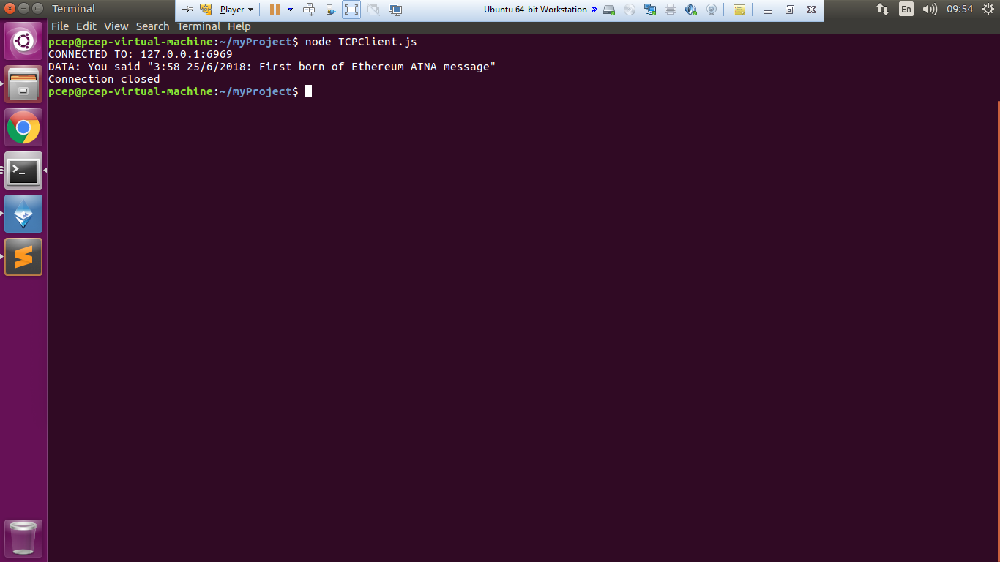 Terminal
Player
Ubuntu 64-bit Workstation
En
09:54
File Edit View Search Terminal Help
pcep@pcep-virtual-machine:~/myProject$ node TCPClient.js
CONNECTED TO: 127.0.0.1:6969
DATA: You said "3:58 25/6/2018: First born of Ethereum ATNA message"
Connection closed
pcep@pcep-virtual-machine:~/myProject$